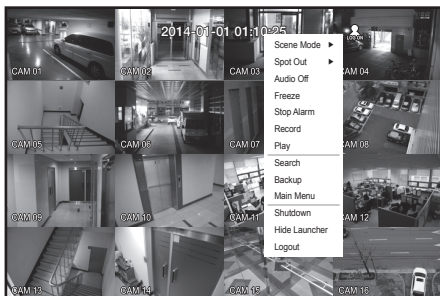 2014-01-01 01:10:25
LOG ON
CAM 01
CAM 02
CAM 03
CAM 04
Scene Mode
Spot Out
Audio Off
Freeze
Stop Alarm
Record
Play
Search
Backup
Main Menu
Shutdown
Hide Launcher
Logout
CAM 05
CAM 06
CAM 07
CAM 08
CAM 09
CAM 10
CAM 11
CAM 12
CAM 13
CAM 14
CAM 15
CAM 16